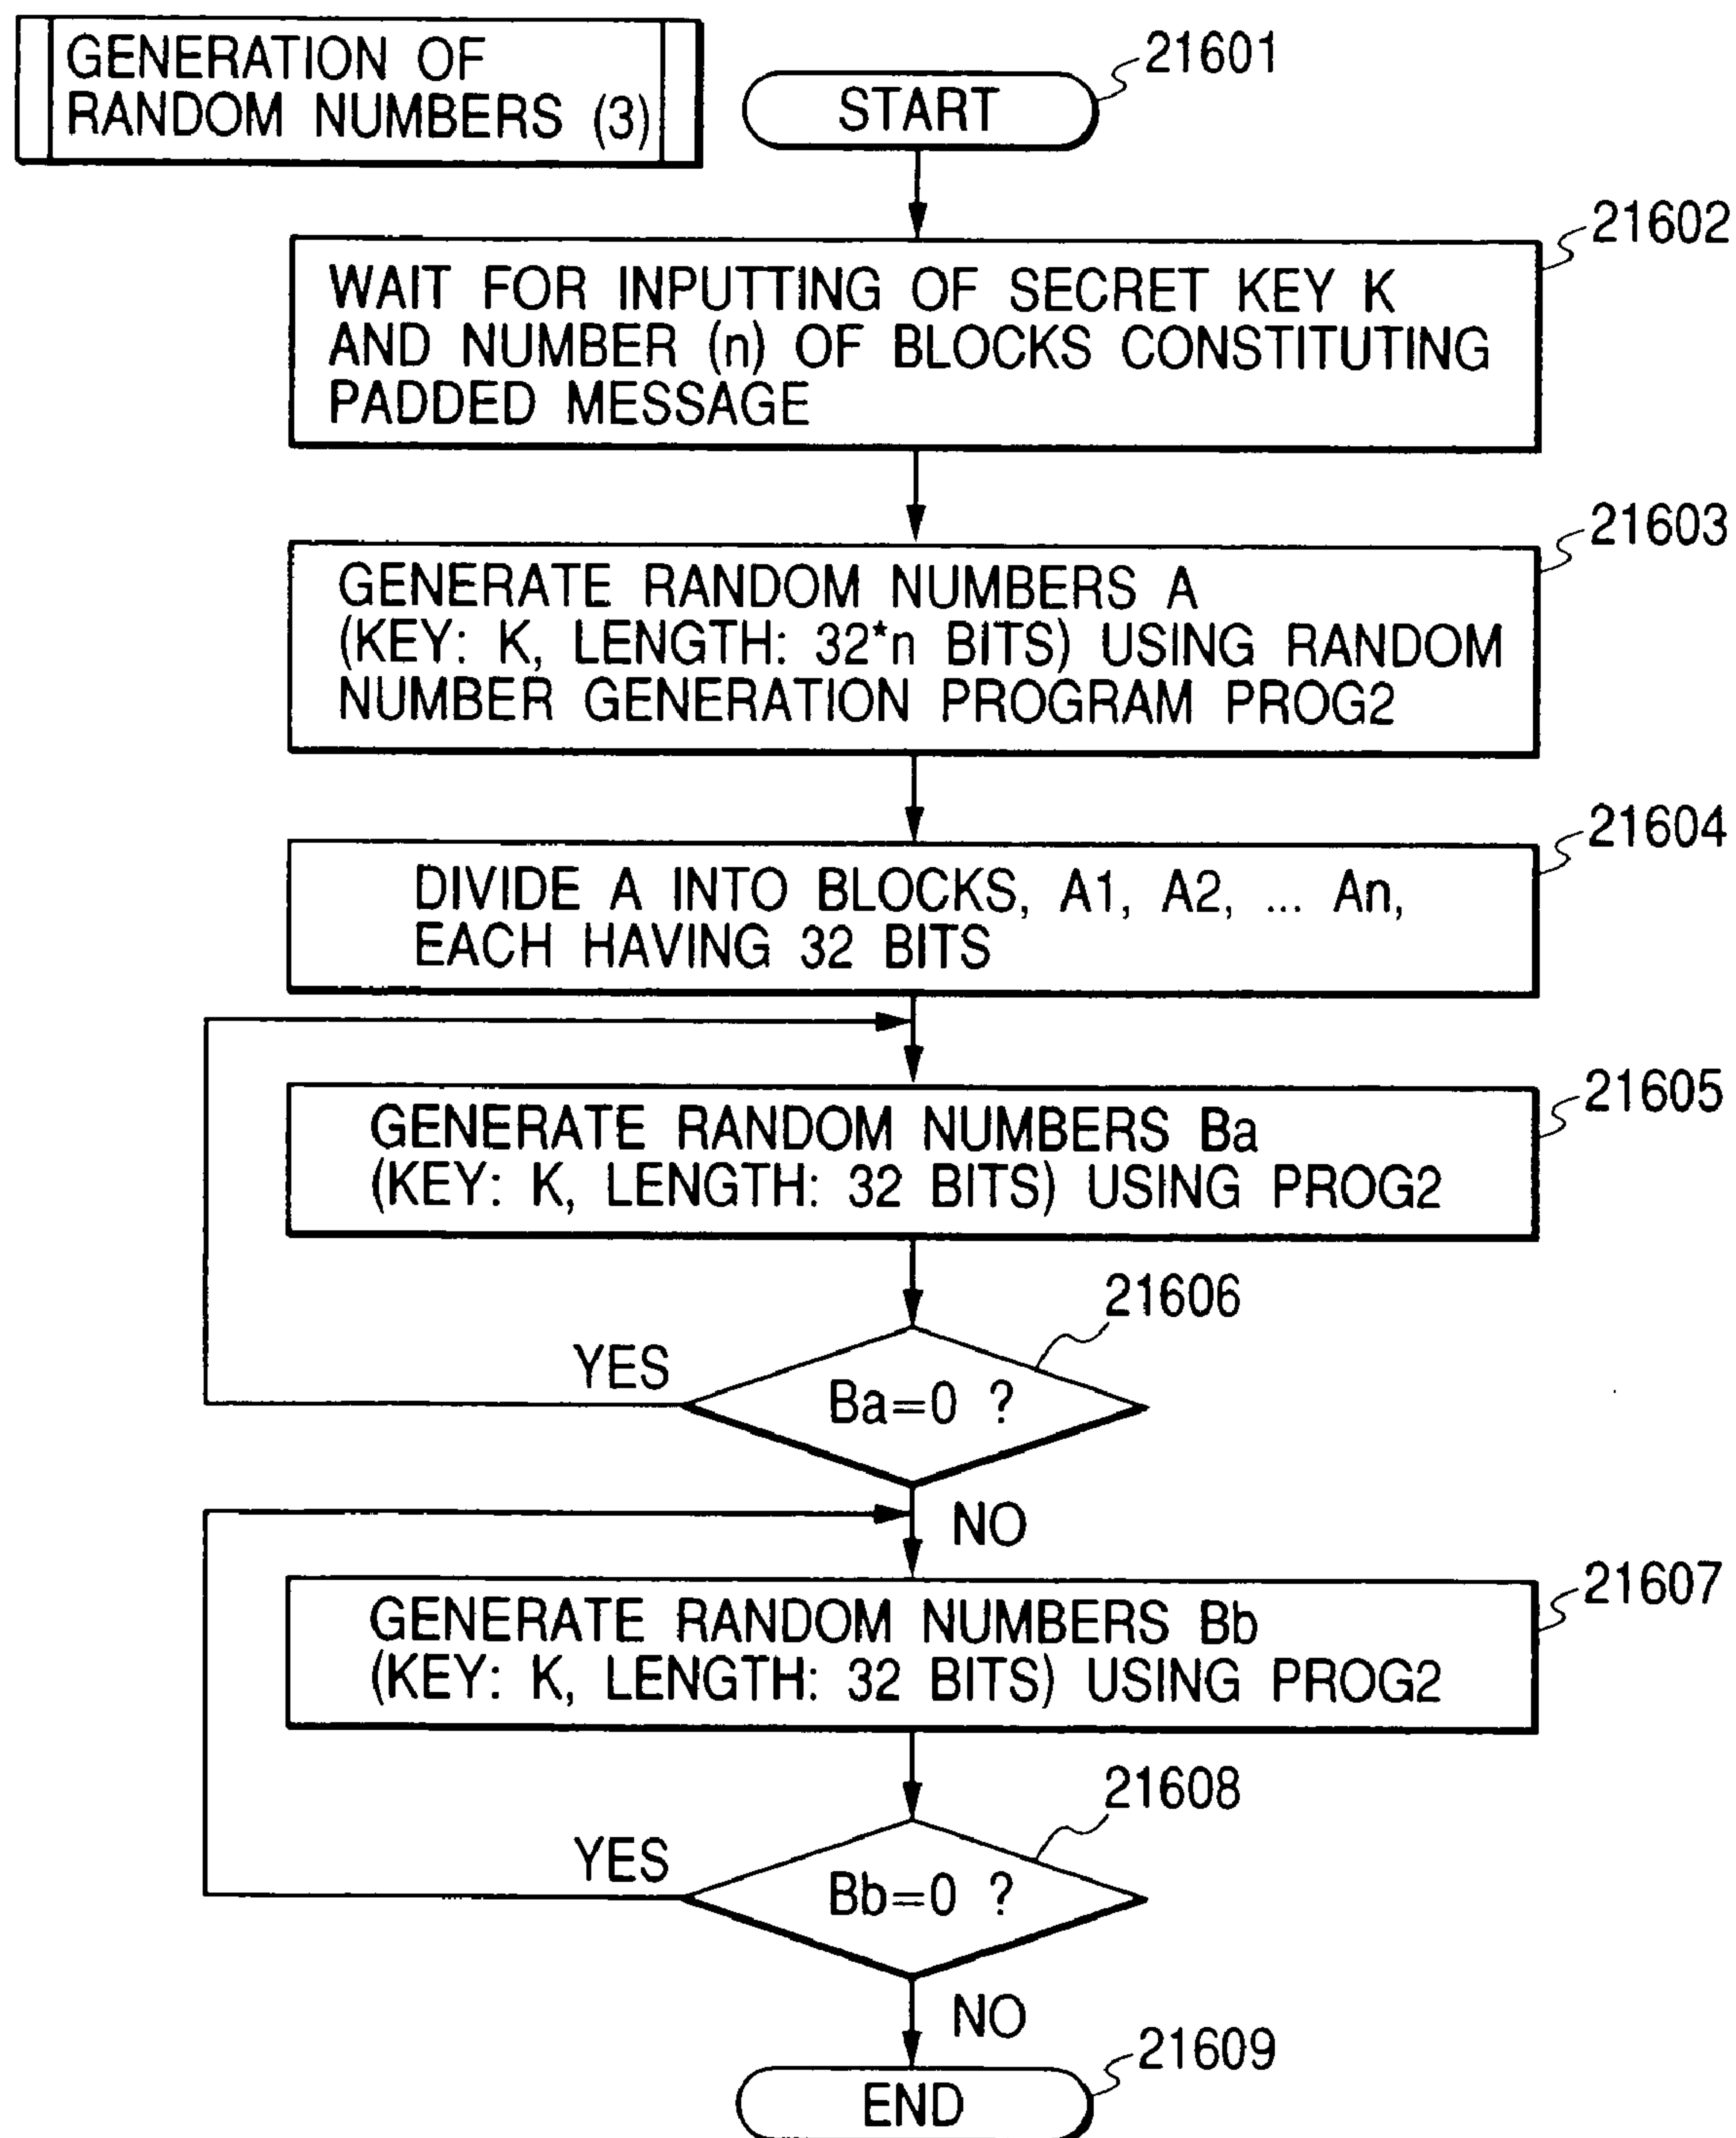 GENERATION OF
RANDOM NUMBERS (3)
START
21601
21602
WAIT FOR INPUTTING OF SECRET KEY K
AND NUMBER (n) OF BLOCKS CONSTITUTING
PADDED MESSAGE
21603
GENERATE RANDOM NUMBERS A
(KEY: K, LENGTH: 32*n BITS) USING RANDOM
NUMBER GENERATION PROGRAM PROG2
21604
DIVIDE A INTO BLOCKS, A1, A2, ... An,
EACH HAVING 32 BITS
21605
GENERATE RANDOM NUMBERS Ba
(KEY: K, LENGTH: 32 BITS) USING PROG2
21606
YES
Ba=0 ?
NO
21607
GENERATE RANDOM NUMBERS Bb
(KEY: K, LENGTH: 32 BITS) USING PROG2
21608
YES
Bb=0 ?
NO
21609
END